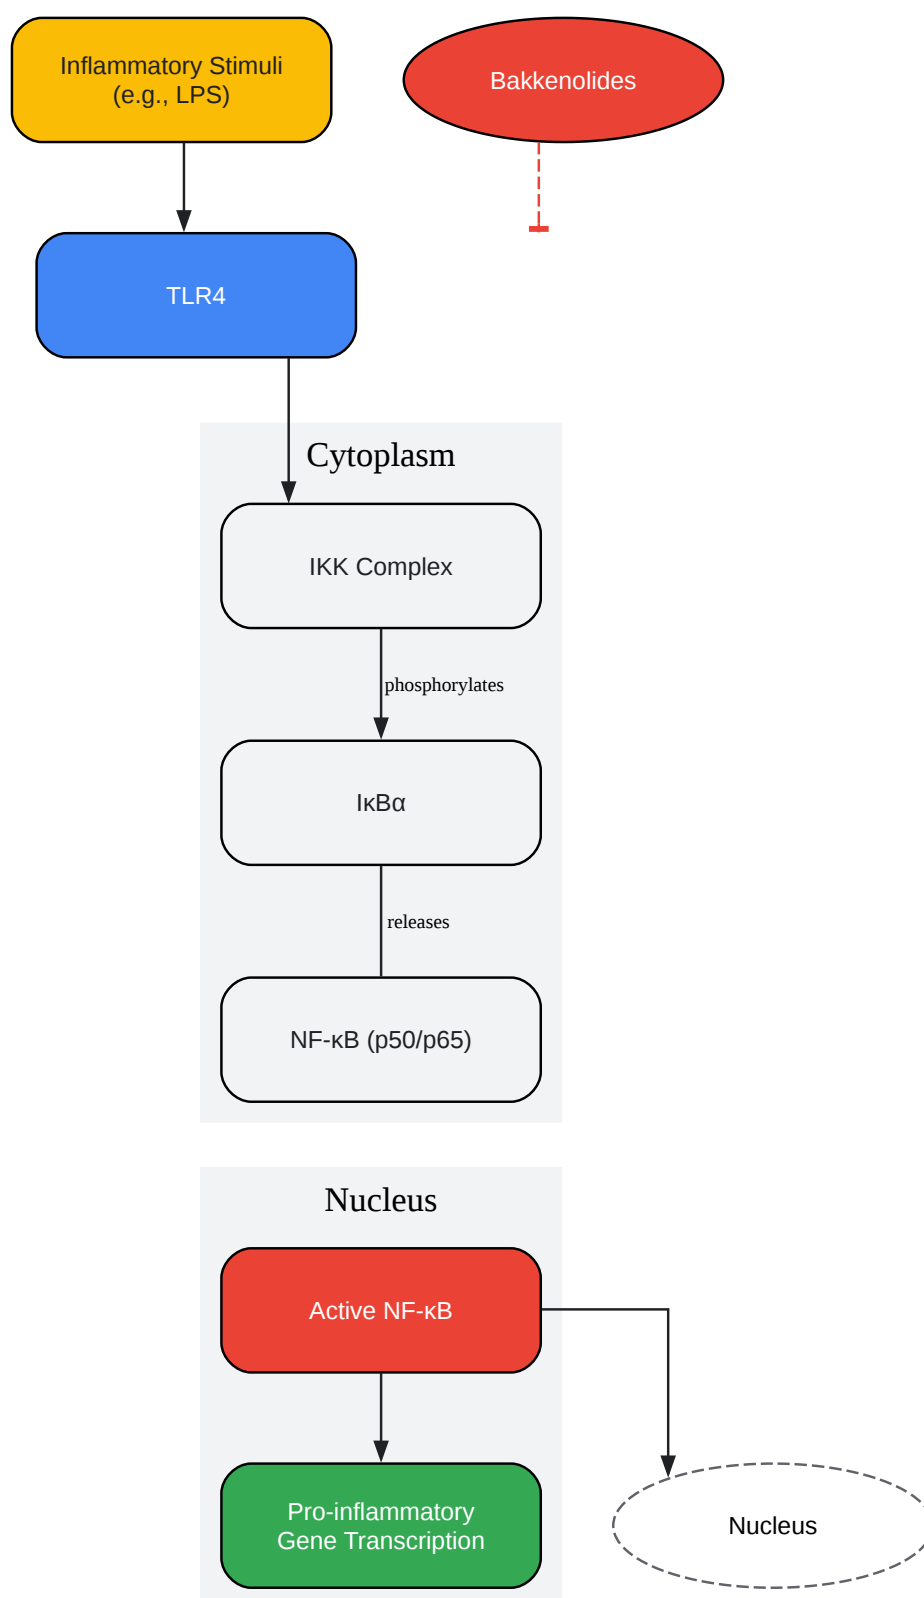 Inflammatory Stimuli
(e.g., LPS)
Bakkenolides
TLR4
Cytoplasm
IKK Complex
phosphorylates
IκBα
releases
NF-κB (p50/p65)
Nucleus
Active NF-κB
Pro-inflammatory
Gene Transcription
Nucleus